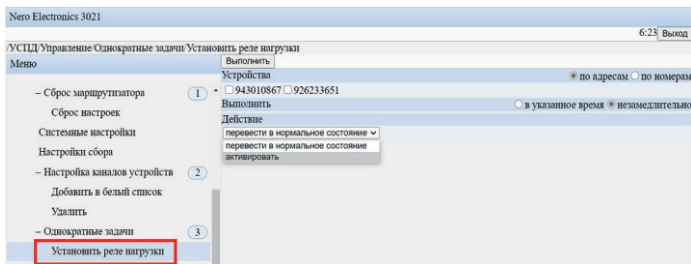 Nero Electronics 3021
6:23 Выход
/УСПД/Управление/Однократные задачи/Установить реле нагрузки
Меню
– Сброс маршрутизатора 1
Сброс настроек
Системные настройки
Настройки сбора
– Настройка каналов устройств 2
Добавить в белый список
Удалить
– Однократные задачи 3
Установить реле нагрузки
Выполнить
Устройства по адресам по номерам
943010867 926233651
Выполнить в указанное время незамедлительно
Действие
перевести в нормальное состояние
перевести в нормальное состояние
активировать